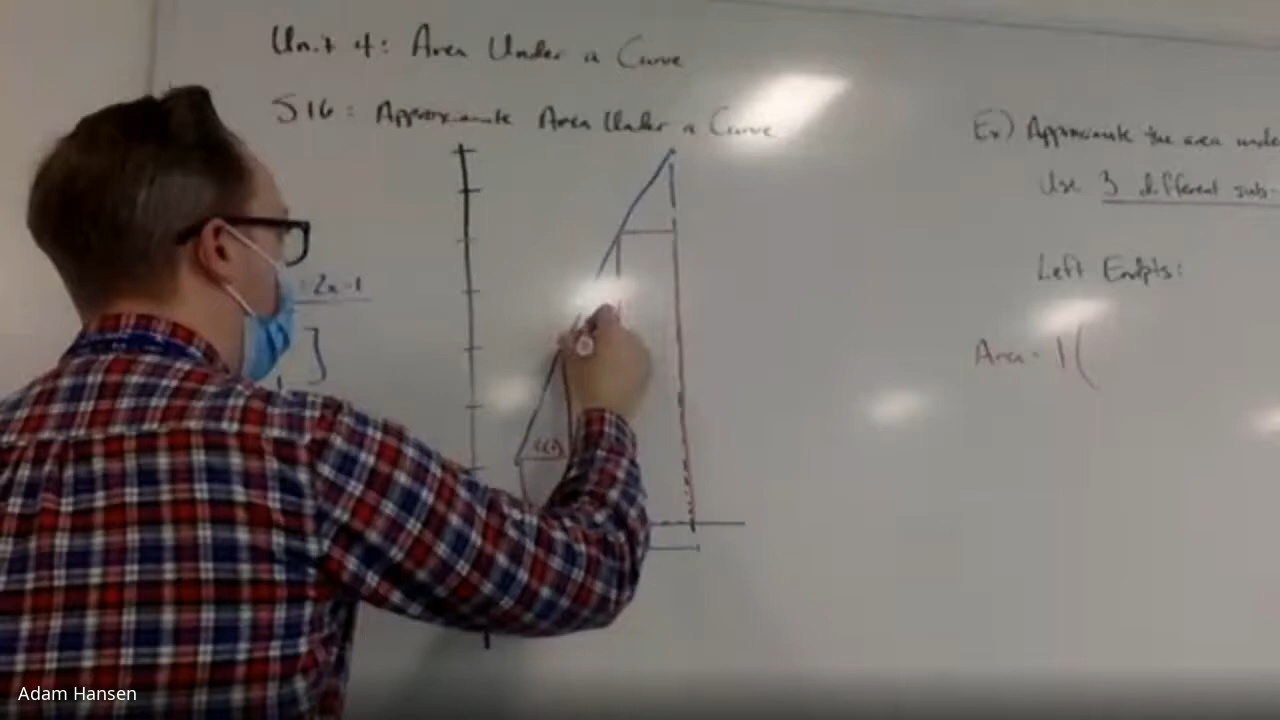 Unit 4: Area Under a Curve
S16: Approximate Area Under a Curve
=2x-1
]
Ex) Approximate the area unde
Use 3 different sub-
Left Endpts:
Area = 1(
Adam Hansen